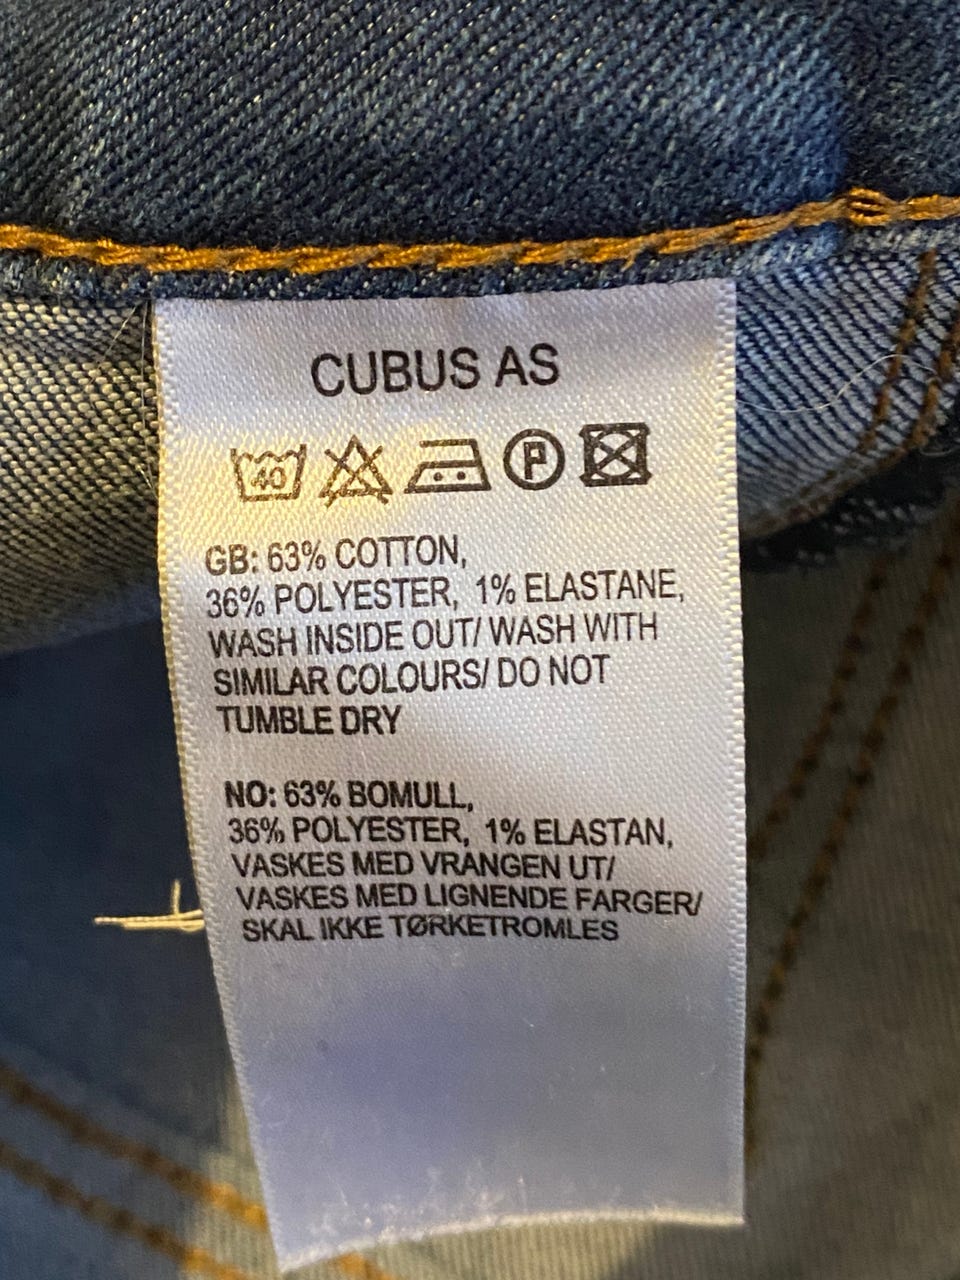 CUBUS AS
40 P
GB: 63% COTTON,
36% POLYESTER, 1% ELASTANE,
WASH INSIDE OUT/ WASH WITH
SIMILAR COLOURS/ DO NOT
TUMBLE DRY
NO: 63% BOMULL,
36% POLYESTER, 1% ELASTAN,
VASKES MED VRANGEN UT/
VASKES MED LIGNENDE FARGER/
SKAL IKKE TØRKETROMLES